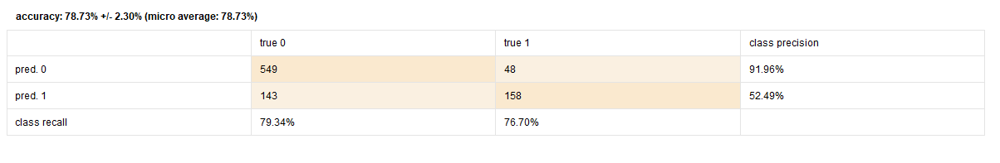 accuracy: 78.73% +/- 2.30% (micro average: 78.73%)
true 0 true 1 class precision
pred. 0 549 48 91.96%
pred. 1 143 158 52.49%
class recall 79.34% 76.70%